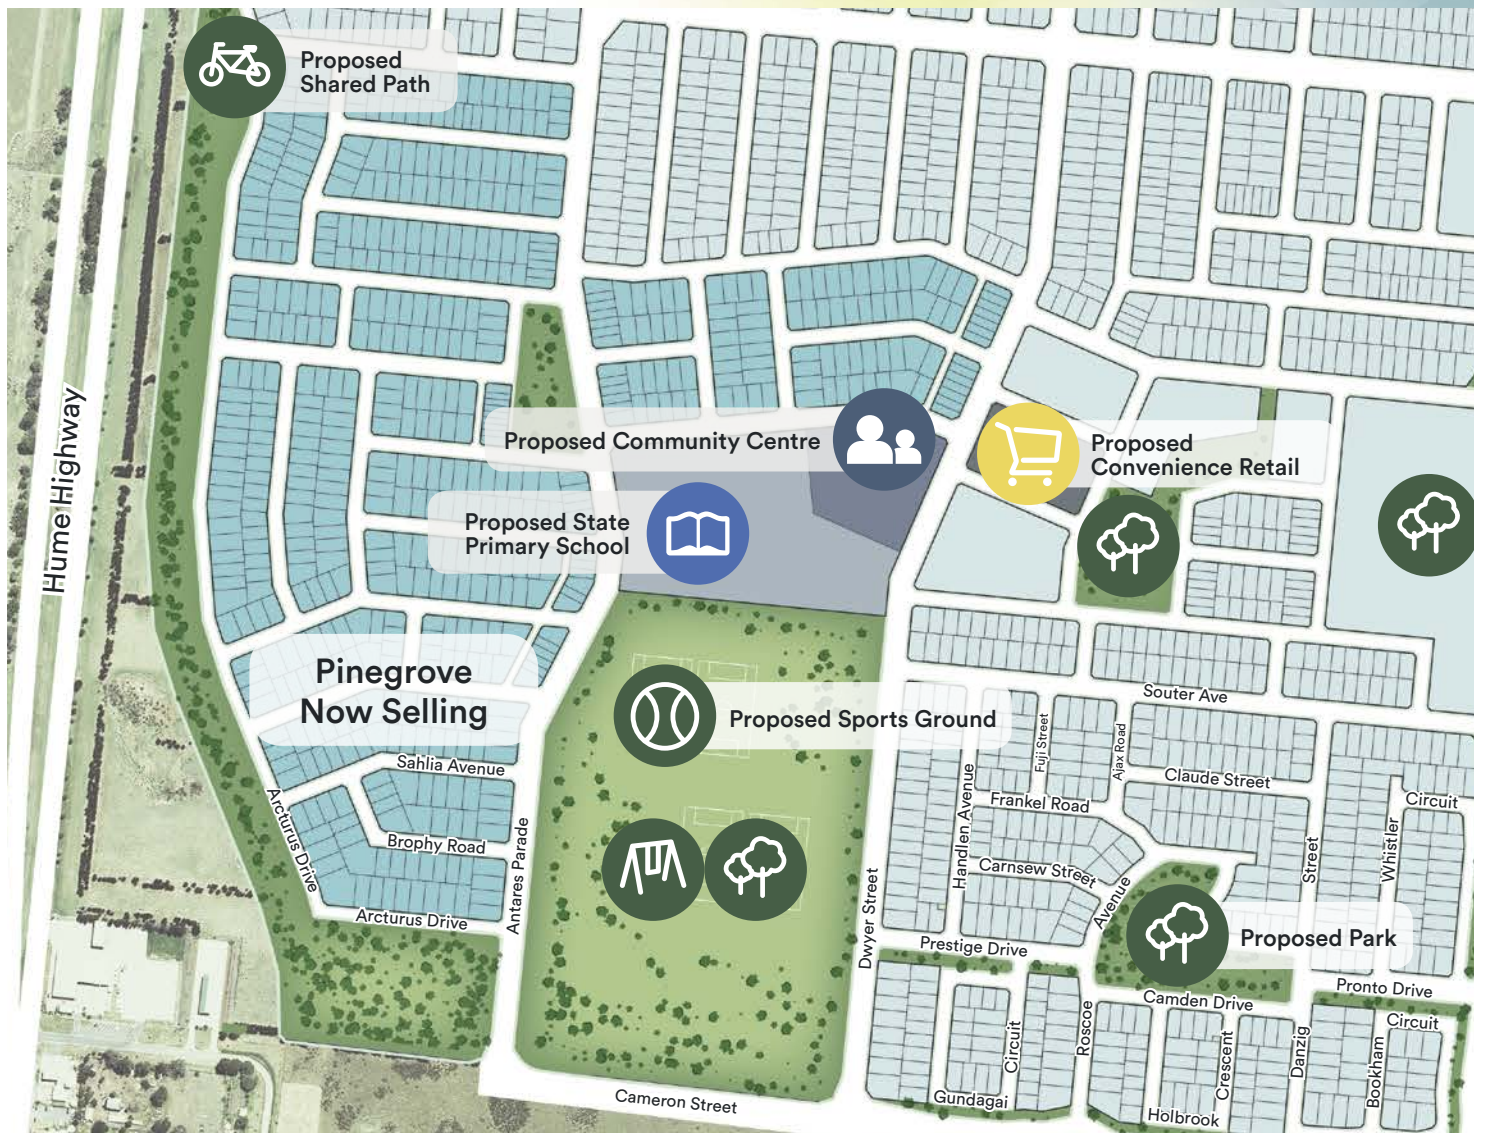 Proposed
Shared Path
Hume Highway
Proposed Community Centre
Proposed
Convenience Retail
Proposed State
Primary School
Pinegrove
Now Selling
Proposed Sports Ground
Souter Ave
Fuji Street
Ajax Road
Sahlia Avenue
Claude Street
Handlen Avenue
Frankel Road
Circuit
Arcturus Drive
Brophy Road
Antares Parade
Carnsew Street
Street
Whistler
Avenue
Dwyer Street
Arcturus Drive
Prestige Drive
Proposed Park
Pronto Drive
Camden Drive
Circuit
Circuit
Roscoe
Crescent
Danzig
Bookham
Cameron Street
Gundagai
Holbrook